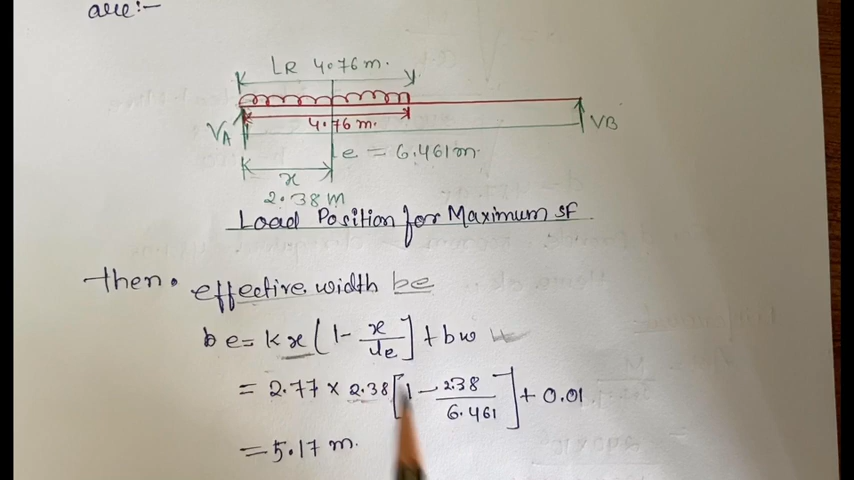 are:-
LR 4.76 m.
4.76 m.
VA
VB
le = 6.461m.
x
2.38 M
Load Position for Maximum SF
Then. effective width be
be = kx [1 - x/le] + bw
= 2.77 x 2.38 [1 - 2.38/6.461] + 0.01
= 5.17 m.